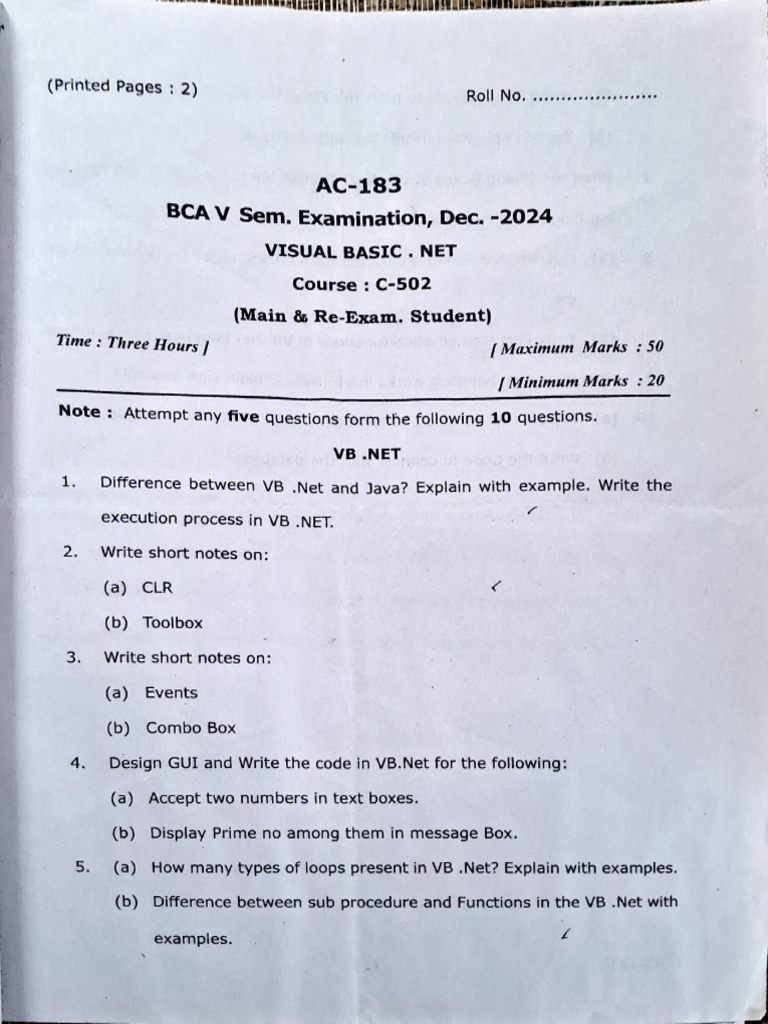 (Printed Pages : 2)
Roll No. ......................
AC-183
BCA V Sem. Examination, Dec. -2024
VISUAL BASIC . NET
Course : C-502
(Main & Re-Exam. Student)
Time : Three Hours ]
[ Maximum Marks : 50
[ Minimum Marks : 20
Note : Attempt any five questions form the following 10 questions.
VB .NET
1. Difference between VB .Net and Java? Explain with example. Write the
execution process in VB .NET.
2. Write short notes on:
(a) CLR
(b) Toolbox
3. Write short notes on:
(a) Events
(b) Combo Box
4. Design GUI and Write the code in VB.Net for the following:
(a) Accept two numbers in text boxes.
(b) Display Prime no among them in message Box.
5. (a) How many types of loops present in VB .Net? Explain with examples.
(b) Difference between sub procedure and Functions in the VB .Net with
examples.